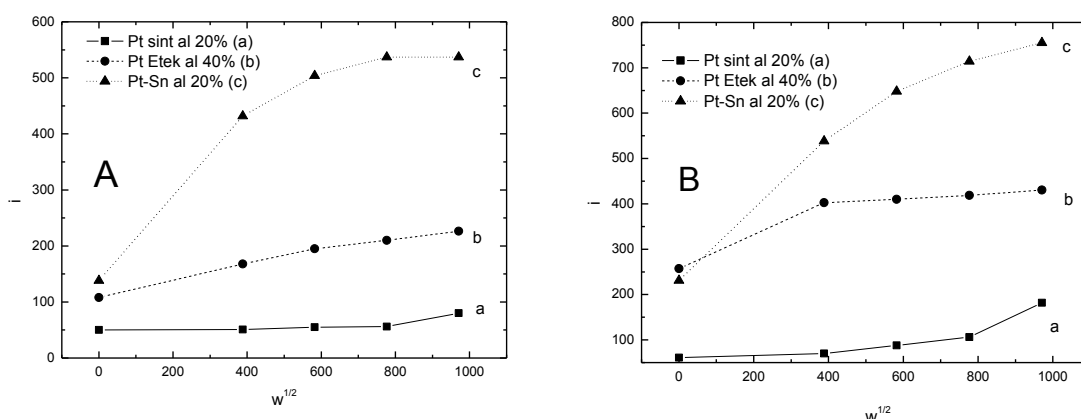 600
500
400
300
200
100
0
Pt sint al 20% (a)
Pt Etek al 40% (b)
Pt-Sn al 20% (c)
A
c
b
a
i
0 200 400 600 800 1000
w^1/2
800
700
600
500
400
300
200
100
Pt sint al 20% (a)
Pt Etek al 40% (b)
Pt-Sn al 20% (c)
B
c
b
a
i
0 200 400 600 800 1000
w^1/2